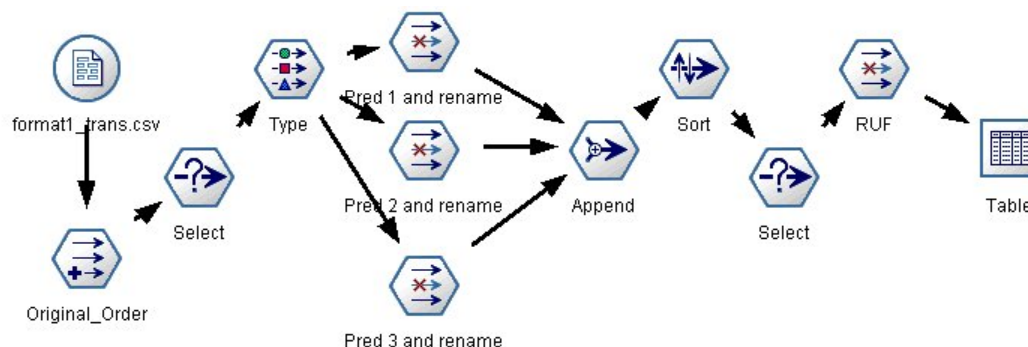 format1_trans.csv
Original_Order
Select
Type
Pred 1 and rename
Pred 2 and rename
Pred 3 and rename
Append
Sort
Select
RUF
Table